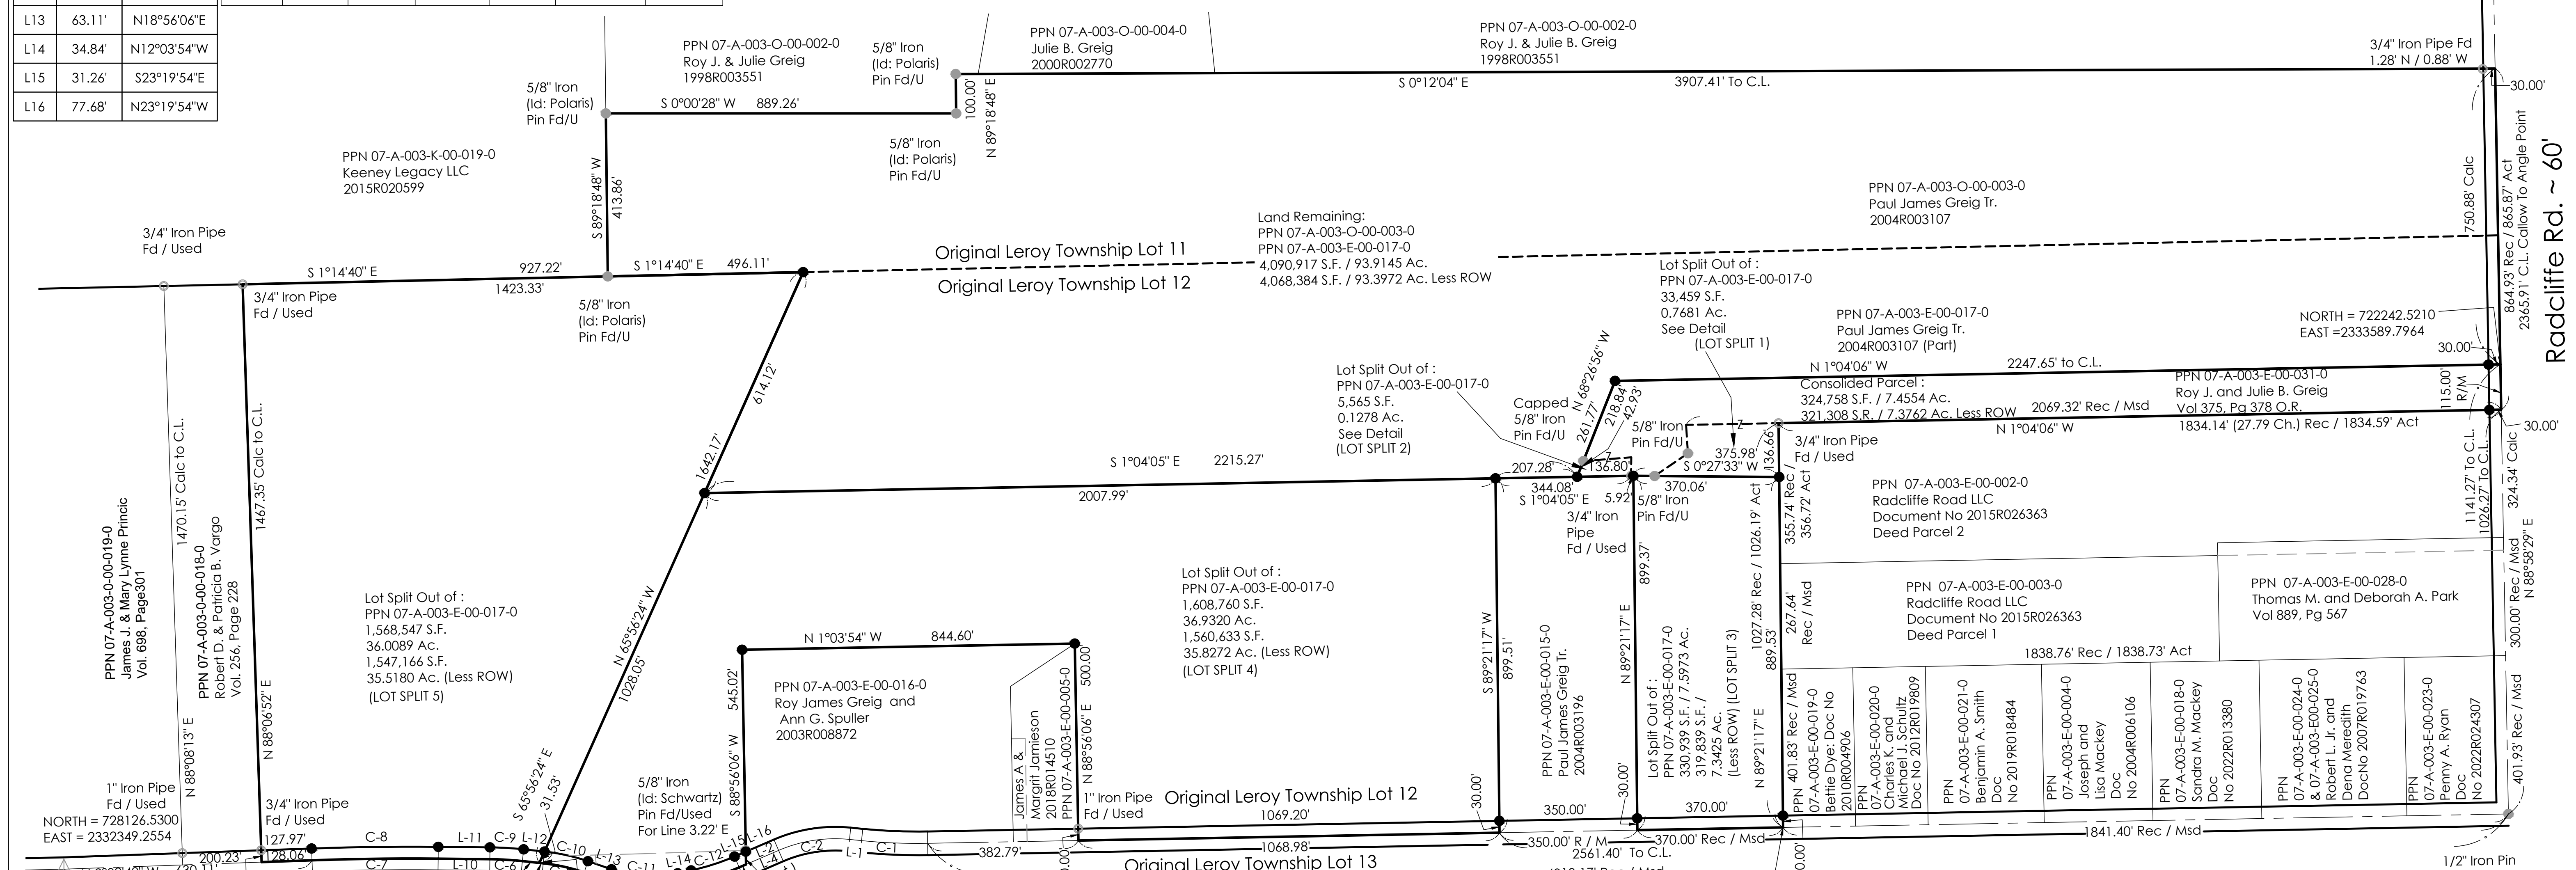 L13 63.11' N18°56'06"E
L14 34.84' N12°03'54"W
L15 31.26' S23°19'54"E
L16 77.68' N23°19'54"W
PPN 07-A-003-K-00-019-0
Keeney Legacy LLC
2015R020599
5/8" Iron
(Id: Polaris)
Pin Fd/U
PPN 07-A-003-O-00-002-0
Roy J. & Julie Greig
1998R003551
S 0°00'28" W 889.26'
5/8" Iron
(Id: Polaris)
Pin Fd/U
5/8" Iron
(Id: Polaris)
Pin Fd/U
100.00'
N 89°18'48" E
PPN 07-A-003-O-00-004-0
Julie B. Greig
2000R002770
PPN 07-A-003-O-00-002-0
Roy J. & Julie B. Greig
1998R003551
S 0°12'04" E 3907.41' To C.L.
3/4" Iron Pipe Fd
1.28' N / 0.88' W
30.00'
750.88' Calc
864.93' Rec / 865.87' Act
2365.91' C.L. Callow To Angle Point
Radcliffe Rd. ~ 60'
S 89°18'48" W
413.86'
3/4" Iron Pipe
Fd / Used
S 1°14'40" E 927.22'
1423.33'
S 1°14'40" E 496.11'
3/4" Iron Pipe
Fd / Used
5/8" Iron
(Id: Polaris)
Pin Fd/U
Original Leroy Township Lot 11
Original Leroy Township Lot 12
Land Remaining:
PPN 07-A-003-O-00-003-0
PPN 07-A-003-E-00-017-0
4,090,917 S.F. / 93.9145 Ac.
4,068,384 S.F. / 93.3972 Ac. Less ROW
PPN 07-A-003-O-00-003-0
Paul James Greig Tr.
2004R003107
Lot Split Out of :
PPN 07-A-003-E-00-017-0
33,459 S.F.
0.7681 Ac.
See Detail
(LOT SPLIT 1)
PPN 07-A-003-E-00-017-0
Paul James Greig Tr.
2004R003107 (Part)
NORTH = 722242.5210
EAST =2333589.7964
30.00'
N 1°04'06" W 2247.65' to C.L.
Lot Split Out of :
PPN 07-A-003-E-00-017-0
5,565 S.F.
0.1278 Ac.
See Detail
(LOT SPLIT 2)
N 68°26'56" W
261.77'
218.84'
42.93'
Capped
5/8" Iron
Pin Fd/U
5/8" Iron
Pin Fd/U
Consolided Parcel :
324,758 S.F. / 7.4554 Ac.
321,308 S.R. / 7.3762 Ac. Less ROW
2069.32' Rec / Msd
PPN 07-A-003-E-00-031-0
Roy J. and Julie B. Greig
Vol 375, Pg 378 O.R.
N 1°04'06" W
1834.14' (27.79 Ch.) Rec / 1834.59' Act
115.00'
R/M
30.00'
3/4" Iron Pipe
Fd / Used
136.66'
375.98'
S 0°27'33" W
370.06'
136.80'
207.28'
344.08'
S 1°04'05" E
5.92'
5/8" Iron
Pin Fd/U
3/4" Iron
Pipe
Fd / Used
S 1°04'05" E 2215.27'
2007.99'
614.12'
1642.17'
N 65°56'24" W
1028.05'
S 65°56'24" E
31.53'
PPN 07-A-003-0-00-019-0
James J. & Mary Lynne Princic
Vol. 698, Page301
1470.15' Calc to C.L.
N 88°08'13" E
PPN 07-A-003-0-00-018-0
Robert D. & Patricia B. Vargo
Vol. 256, Page 228
1467.35' Calc to C.L.
N 88°06'52" E
Lot Split Out of :
PPN 07-A-003-E-00-017-0
1,568,547 S.F.
36.0089 Ac.
1,547,166 S.F.
35.5180 Ac. (Less ROW)
(LOT SPLIT 5)
N 1°03'54" W 844.60'
545.02'
S 88°56'06" W
PPN 07-A-003-E-00-016-0
Roy James Greig and
Ann G. Spuller
2003R008872
James A &
Margrit Jamieson
2018R014510
PPN 07-A-003-E-00-005-0
500.00'
N 88°56'06" E
Lot Split Out of :
PPN 07-A-003-E-00-017-0
1,608,760 S.F.
36.9320 Ac.
1,560,633 S.F.
35.8272 Ac. (Less ROW)
(LOT SPLIT 4)
S 89°21'17" W
899.51'
30.00'
PPN 07-A-003-E-00-015-0
Paul James Greig Tr.
2004R003196
899.37'
N 89°21'17" E
30.00'
Lot Split Out of :
PPN 07-A-003-E-00-017-0
330,939 S.F. / 7.5973 Ac.
319,839 S.F. /
7.3425 Ac.
(Less ROW) (LOT SPLIT 3)
1027.28' Rec / 1026.19' Act
889.53'
N 89°21'17" E
355.74' Rec /
356.72' Act
267.64'
Rec / Msd
401.83' Rec / Msd
PPN 07-A-003-E-00-002-0
Radcliffe Road LLC
Document No 2015R026363
Deed Parcel 2
PPN 07-A-003-E-00-003-0
Radcliffe Road LLC
Document No 2015R026363
Deed Parcel 1
PPN 07-A-003-E-00-028-0
Thomas M. and Deborah A. Park
Vol 889, Pg 567
1141.27' To C.L.
1026.27' To C.L.
324.34' Calc
N 88°58'29" E
300.00' Rec / Msd
401.93' Rec / Msd
1838.76' Rec / 1838.73' Act
PPN
07-A-003-E-00-019-0
Bettie Dye: Doc No
2010R004906
PPN
07-A-003-E-00-020-0
Charles K. and
Michael J. Schultz
Doc No 2012R019809
PPN
07-A-003-E-00-021-0
Benjamin A. Smith
Doc
No 2019R018484
PPN
07-A-003-E-00-004-0
Joseph and
Lisa Mackey
Doc
No 2004R006106
PPN
07-A-003-E-00-018-0
Sandra M. Mackey
Doc
No 2022R013380
PPN
07-A-003-E-00-024-0
& 07-A-003-E00-025-0
Robert L. Jr. and
Dena Meredith
DocNo 2007R019763
PPN
07-A-003-E-00-023-0
Penny A. Ryan
Doc
No 2022R024307
1" Iron Pipe
Fd / Used
NORTH = 728126.5300
EAST = 2332349.2554
3/4" Iron Pipe
Fd / Used
127.97'
128.06'
200.23'
C-8 L-11 C-9 L-12
C-7 L-10 C-6
C-10 L-13
C-11 L-14 C-12 L-15 L-16
L-2
L-4
C-2 L-1 C-1
5/8" Iron
(Id: Schwartz)
Pin Fd/Used
For Line 3.22' E
1" Iron Pipe
Fd / Used
Original Leroy Township Lot 12
1069.20'
1068.98'
382.79'
Original Leroy Township Lot 13
350.00'
350.00' R / M
370.00'
370.00' Rec / Msd
2561.40' To C.L.
1841.40' Rec / Msd
1/2" Iron Pin